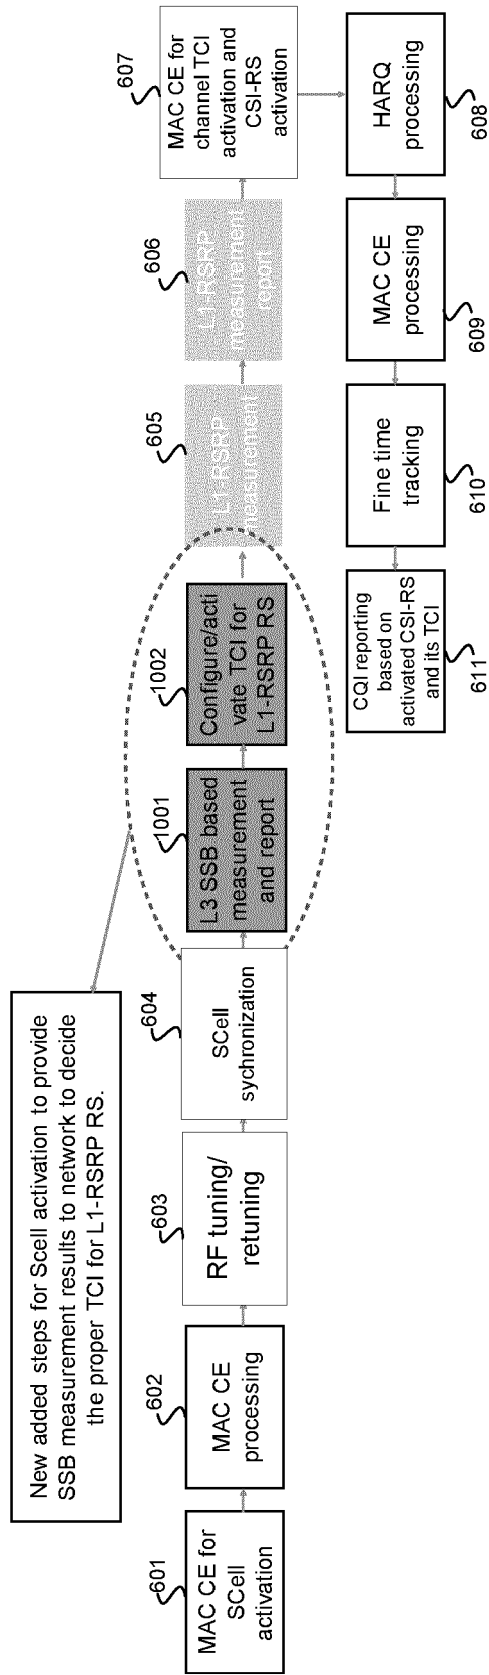 New added steps for Scell activation to provide
SSB measurement results to network to decide
the proper TCI for L1-RSRP RS.
601
MAC CE for
SCell
activation
602
MAC CE
processing
603
RF tuning/
retuning
604
SCell
sychronization
1001
L3 SSB based
measurement
and report
1002
Configure/acti
vate TCI for
L1-RSRP RS
605
L1-RSRP
measurement
606
L1-RSRP
measurement
report
607
MAC CE for
channel TCI
activation and
CSI-RS
activation
HARQ
processing
608
MAC CE
processing
609
Fine time
tracking
610
CQI reporting
based on
activated CSI-RS
and its TCI
611